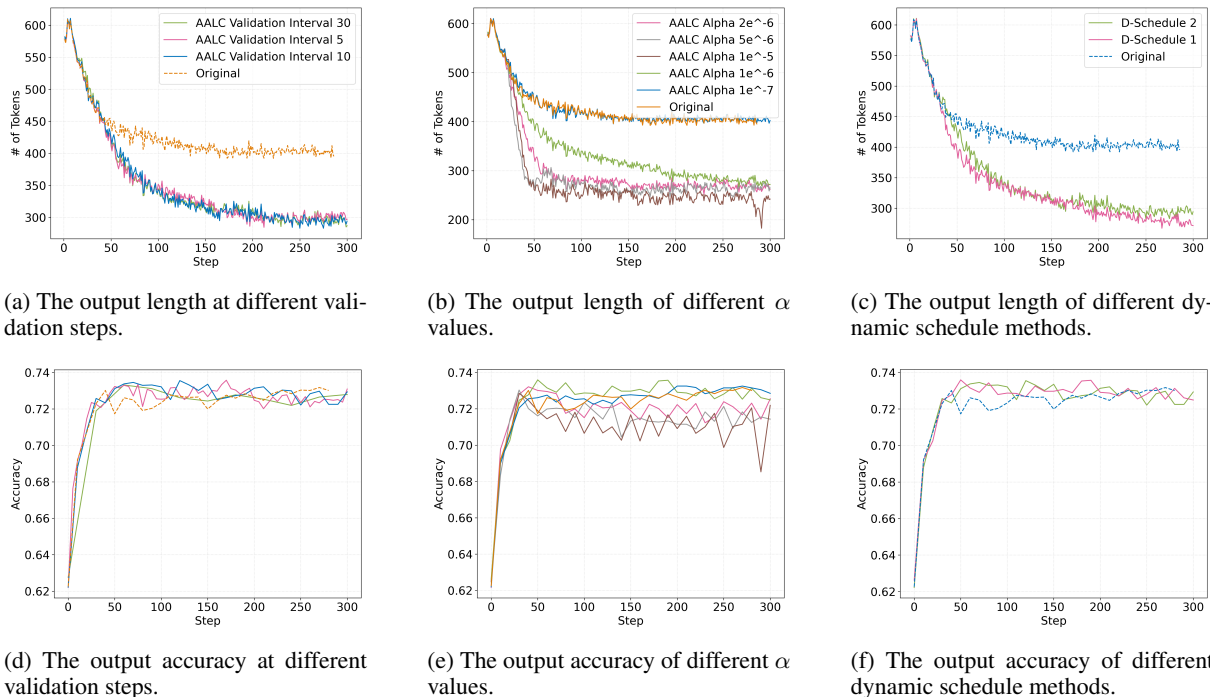 600
550
500
450
400
350
300
# of Tokens
0
50
100
150
200
250
300
Step
AALC Validation Interval 30
AALC Validation Interval 5
AALC Validation Interval 10
Original
600
500
400
300
200
# of Tokens
0
50
100
150
200
250
300
Step
AALC Alpha 2e^-6
AALC Alpha 5e^-6
AALC Alpha 1e^-5
AALC Alpha 1e^-6
AALC Alpha 1e^-7
Original
600
550
500
450
400
350
300
# of Tokens
0
50
100
150
200
250
300
Step
D-Schedule 2
D-Schedule 1
Original
(a) The output length at different vali-
dation steps.
(b) The output length of different α
values.
(c) The output length of different dy-
namic schedule methods.
0.74
0.72
0.70
0.68
0.66
0.64
0.62
Accuracy
0
50
100
150
200
250
300
Step
0.74
0.72
0.70
0.68
0.66
0.64
0.62
Accuracy
0
50
100
150
200
250
300
Step
0.74
0.72
0.70
0.68
0.66
0.64
0.62
Accuracy
0
50
100
150
200
250
300
Step
(d) The output accuracy at different
validation steps.
(e) The output accuracy of different α
values.
(f) The output accuracy of different
dynamic schedule methods.